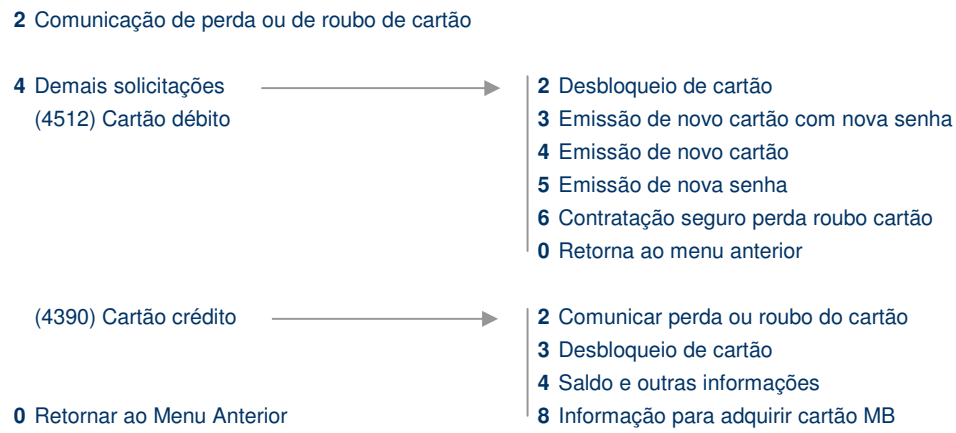 2 Comunicação de perda ou de roubo de cartão
4 Demais solicitações
(4512) Cartão débito
2 Desbloqueio de cartão
3 Emissão de novo cartão com nova senha
4 Emissão de novo cartão
5 Emissão de nova senha
6 Contratação seguro perda roubo cartão
0 Retorna ao menu anterior
(4390) Cartão crédito
2 Comunicar perda ou roubo do cartão
3 Desbloqueio de cartão
4 Saldo e outras informações
8 Informação para adquirir cartão MB
0 Retornar ao Menu Anterior